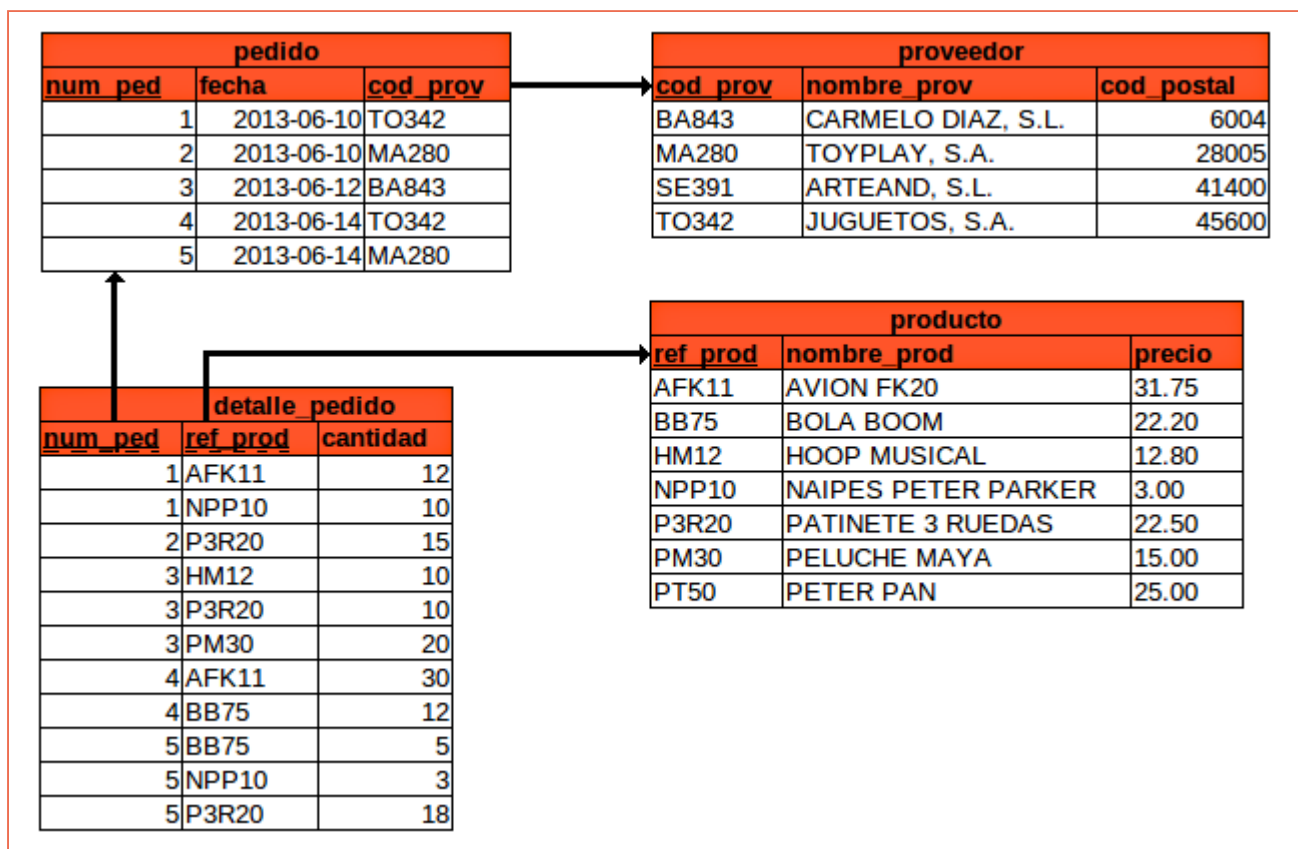 pedido
num_ped fecha cod_prov
1 2013-06-10 TO342
2 2013-06-10 MA280
3 2013-06-12 BA843
4 2013-06-14 TO342
5 2013-06-14 MA280
proveedor
cod_prov nombre_prov cod_postal
BA843 CARMELO DIAZ, S.L. 6004
MA280 TOYPLAY, S.A. 28005
SE391 ARTEAND, S.L. 41400
TO342 JUGUETOS, S.A. 45600
producto
ref_prod nombre_prod precio
AFK11 AVION FK20 31.75
BB75 BOLA BOOM 22.20
HM12 HOOP MUSICAL 12.80
NPP10 NAIPES PETER PARKER 3.00
P3R20 PATINETE 3 RUEDAS 22.50
PM30 PELUCHE MAYA 15.00
PT50 PETER PAN 25.00
detalle_pedido
num_ped ref_prod cantidad
1 AFK11 12
1 NPP10 10
2 P3R20 15
3 HM12 10
3 P3R20 10
3 PM30 20
4 AFK11 30
4 BB75 12
5 BB75 5
5 NPP10 3
5 P3R20 18